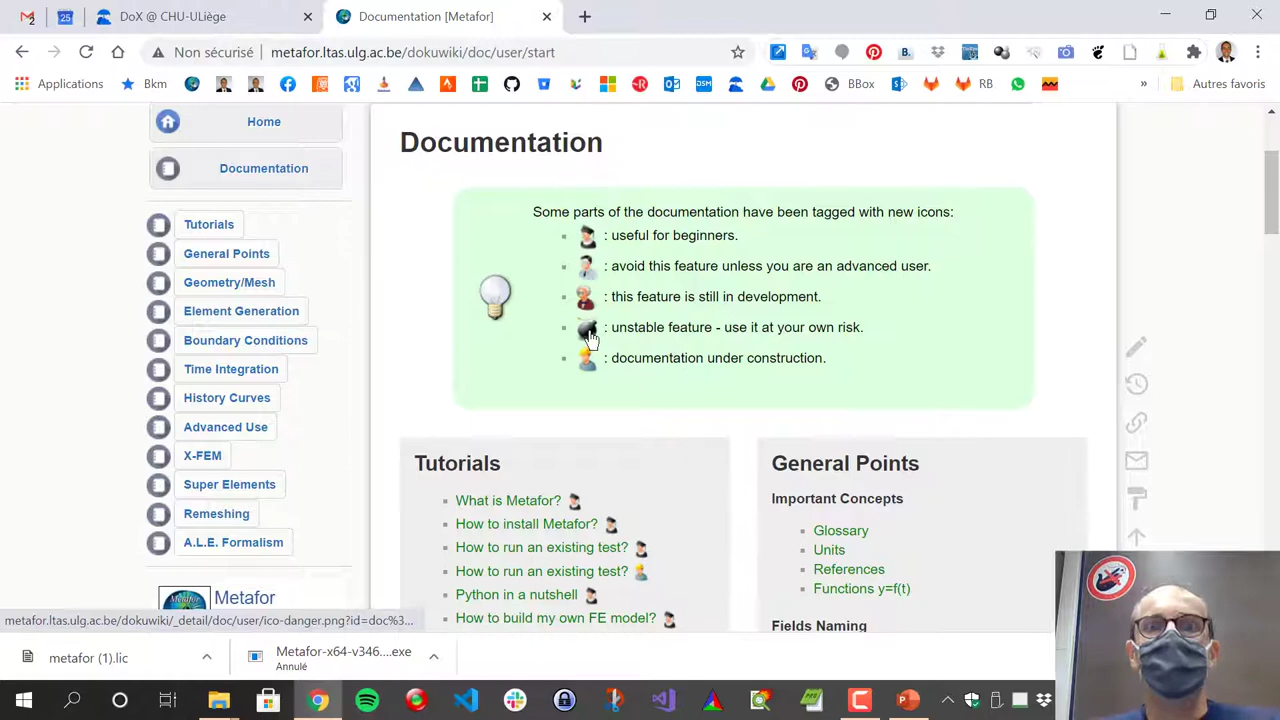 DoX @ CHU-ULiège
Documentation [Metafor]
Non sécurisé
metafor.ltas.ulg.ac.be/dokuwiki/doc/user/start
Applications
Bkm
BBox
RB
Autres favoris
Home
Documentation
Tutorials
General Points
Geometry/Mesh
Element Generation
Boundary Conditions
Time Integration
History Curves
Advanced Use
X-FEM
Super Elements
Remeshing
A.L.E. Formalism
Metafor
Documentation
Some parts of the documentation have been tagged with new icons:
: useful for beginners.
: avoid this feature unless you are an advanced user.
: this feature is still in development.
: unstable feature - use it at your own risk.
: documentation under construction.
Tutorials
What is Metafor?
How to install Metafor?
How to run an existing test?
How to run an existing test?
Python in a nutshell
How to build my own FE model?
General Points
Important Concepts
Glossary
Units
References
Functions y=f(t)
Fields Naming
metafor.ltas.ulg.ac.be/dokuwiki/_detail/doc/user/ico-danger.png?id=doc%3...
metafor (1).lic
Metafor-x64-v346....exe
Annulé